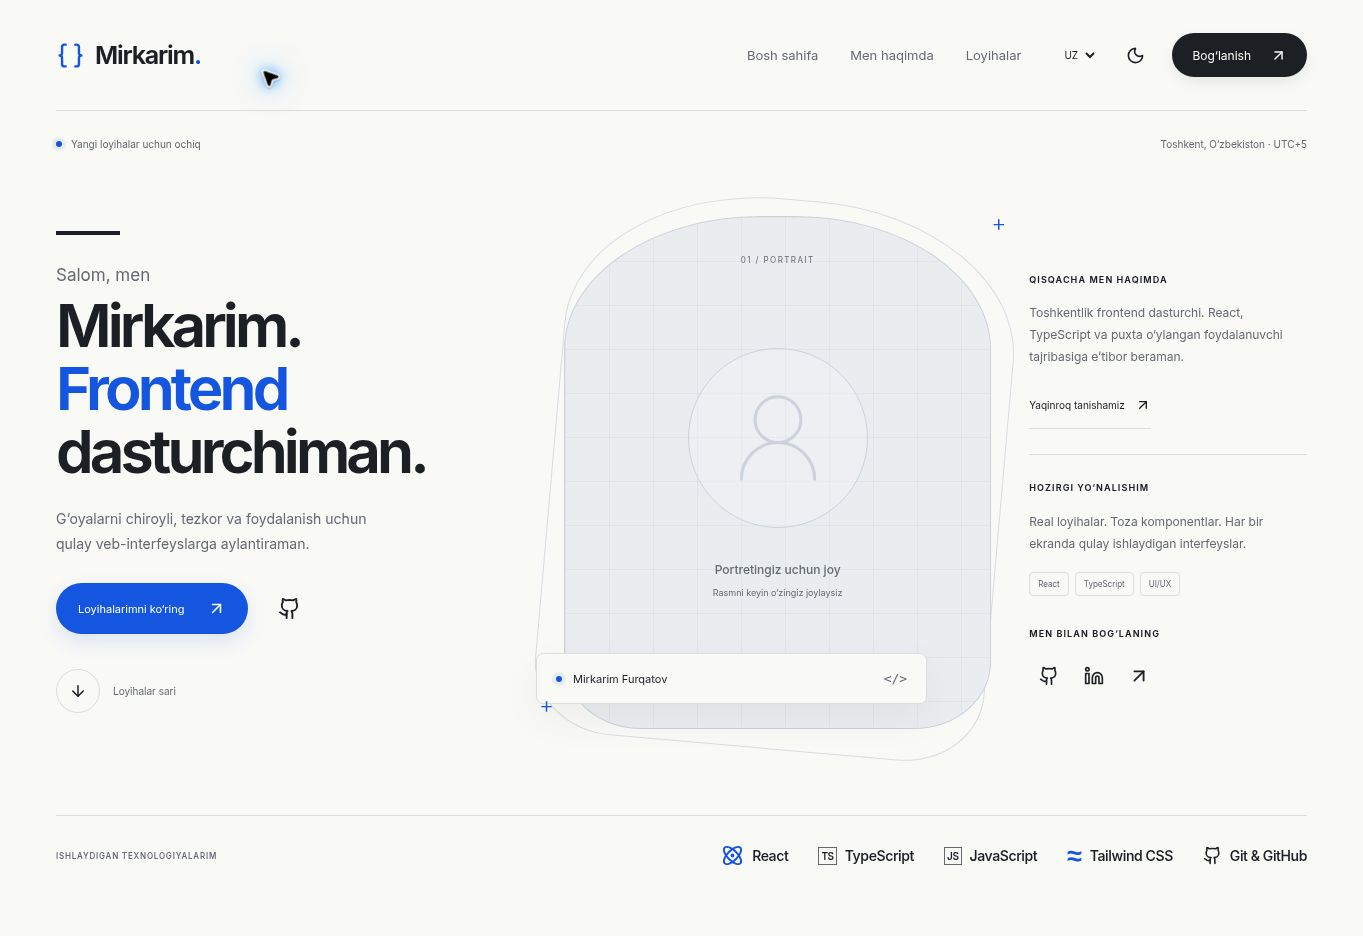 { } Mirkarim.
Bosh sahifa
Men haqimda
Loyihalar
UZ
Bog‘lanish
Yangi loyihalar uchun ochiq
Toshkent, O‘zbekiston · UTC+5
Salom, men
Mirkarim.
Frontend
dasturchiman.
G‘oyalarni chiroyli, tezkor va foydalanish uchun
qulay veb-interfeyslarga aylantiraman.
Loyihalarimni ko‘ring
Loyihalar sari
01 / PORTRAIT
Portretingiz uchun joy
Rasmni keyin o‘zingiz joylaysiz
Mirkarim Furqatov
</>
QISQACHA MEN HAQIMDA
Toshkentlik frontend dasturchi. React,
TypeScript va puxta o‘ylangan foydalanuvchi
tajribasiga e’tibor beraman.
Yaqinroq tanishamiz
HOZIRGI YO‘NALISHIM
Real loyihalar. Toza komponentlar. Har bir
ekranda qulay ishlaydigan interfeyslar.
React
TypeScript
UI/UX
MEN BILAN BOG‘LANING
ISHLAYDIGAN TEXNOLOGIYALARIM
React
TS TypeScript
JS JavaScript
Tailwind CSS
Git & GitHub